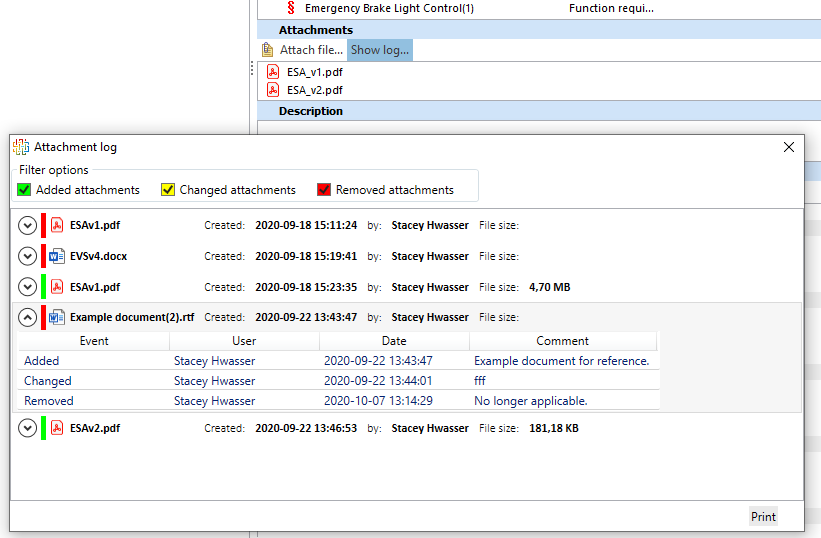 Emergency Brake Light Control(1) Function requi...
Attachments
Attach file... Show log...
ESA_v1.pdf
ESA_v2.pdf
Description
Attachment log
Filter options
Added attachments Changed attachments Removed attachments
ESAv1.pdf Created: 2020-09-18 15:11:24 by: Stacey Hwasser File size:
EVSv4.docx Created: 2020-09-18 15:19:41 by: Stacey Hwasser File size:
ESAv1.pdf Created: 2020-09-18 15:23:35 by: Stacey Hwasser File size: 4,70 MB
Example document(2).rtf Created: 2020-09-22 13:43:47 by: Stacey Hwasser File size:
Event User Date Comment
Added Stacey Hwasser 2020-09-22 13:43:47 Example document for reference.
Changed Stacey Hwasser 2020-09-22 13:44:01 fff
Removed Stacey Hwasser 2020-10-07 13:14:29 No longer applicable.
ESAv2.pdf Created: 2020-09-22 13:46:53 by: Stacey Hwasser File size: 181,18 KB
Print